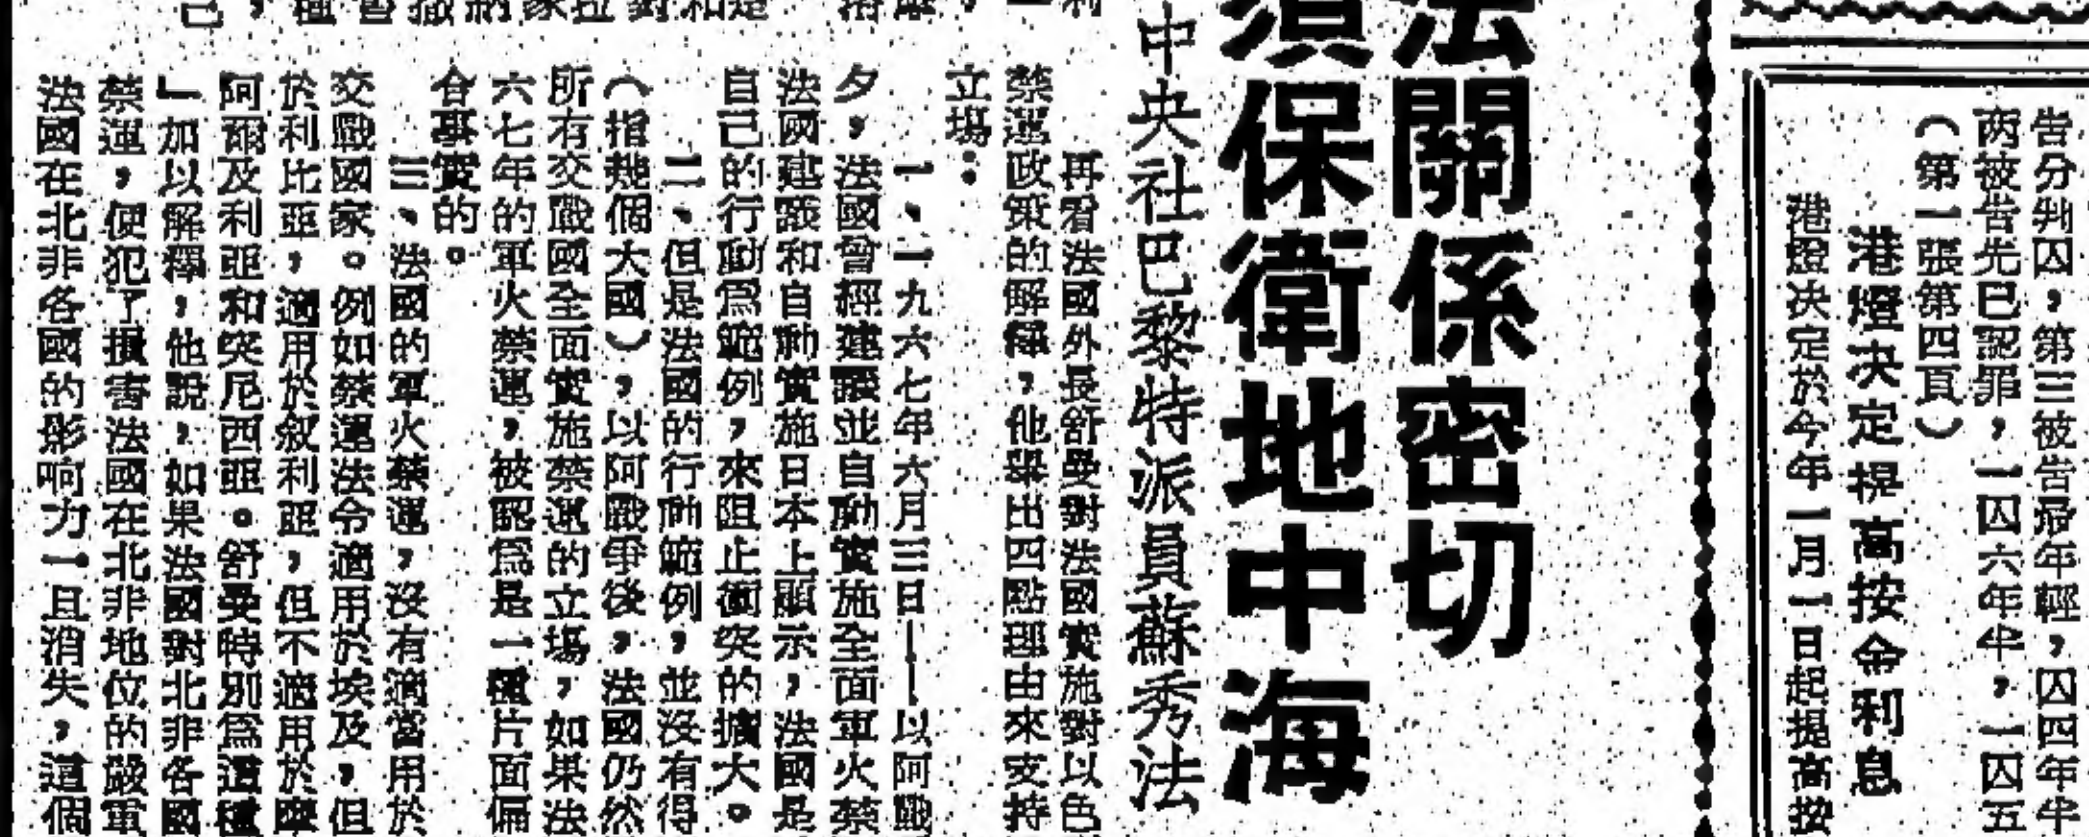 告分判囚，第三被告最年輕，囚四年半
两被告先已認罪，一囚六年半，一囚五
（第一張第四頁）
港燈决定提高按金利息
港燈决定於今年一月一日起提高按
法關係密切
須保衛地中海
中央社巴黎特派員蘇秀法
再看法國外長舒曼對法國實施對以色
禁運政策的解釋，他舉出四點理由來支持
立場：
一、一九六七年六月三日——以阿戰
夕，法國曾經建議並自動實施全面軍火禁
法國建議和自動實施日本上顯示，法國是
自己的行動爲範例，來阻止衝突的擴大。
二、但是法國的行動範例，並沒有得
（指幾個大國），以阿戰爭後，法國仍然
所有交戰國全面實施禁運的立場，如果法
六七年的軍火禁運，被認爲是一種片面偏
合事實的。
三、法國的軍火禁運，沒有適當用於
交戰國家。例如禁運法令適用於埃及，但
於利比亞，適用於叙利亞，但不適用於摩
阿爾及利亞和突尼西亞。舒曼特別爲這種
」加以解釋，他說，如果法國對北非各國
禁運，便犯了損害法國在北非地位的嚴重
法國在北非各國的影响力一旦消失，這個